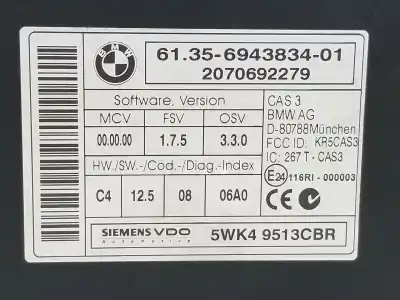 BMW
61.35-6943834-01
2070692279
Software, Version
MCV FSV OSV
00.00.00 1.7.5 3.3.0
HW./SW.-/Cod.-/Diag.-Index
C4 12.5 08 06A0
CAS 3
BMW AG
D-80788München
FCC ID: KR5CAS3
IC: 267 T - CAS3
E24 116RI - 000003
CE
SIEMENS VDO
Automotive
5WK4 9513CBR